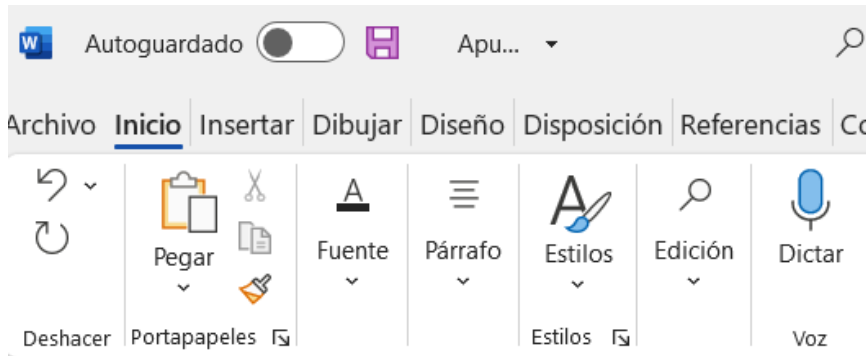 W Autoguardado Apu...
Archivo Inicio Insertar Dibujar Diseño Disposición Referencias Co
Pegar Fuente Párrafo Estilos Edición Dictar
Deshacer Portapapeles Estilos Voz